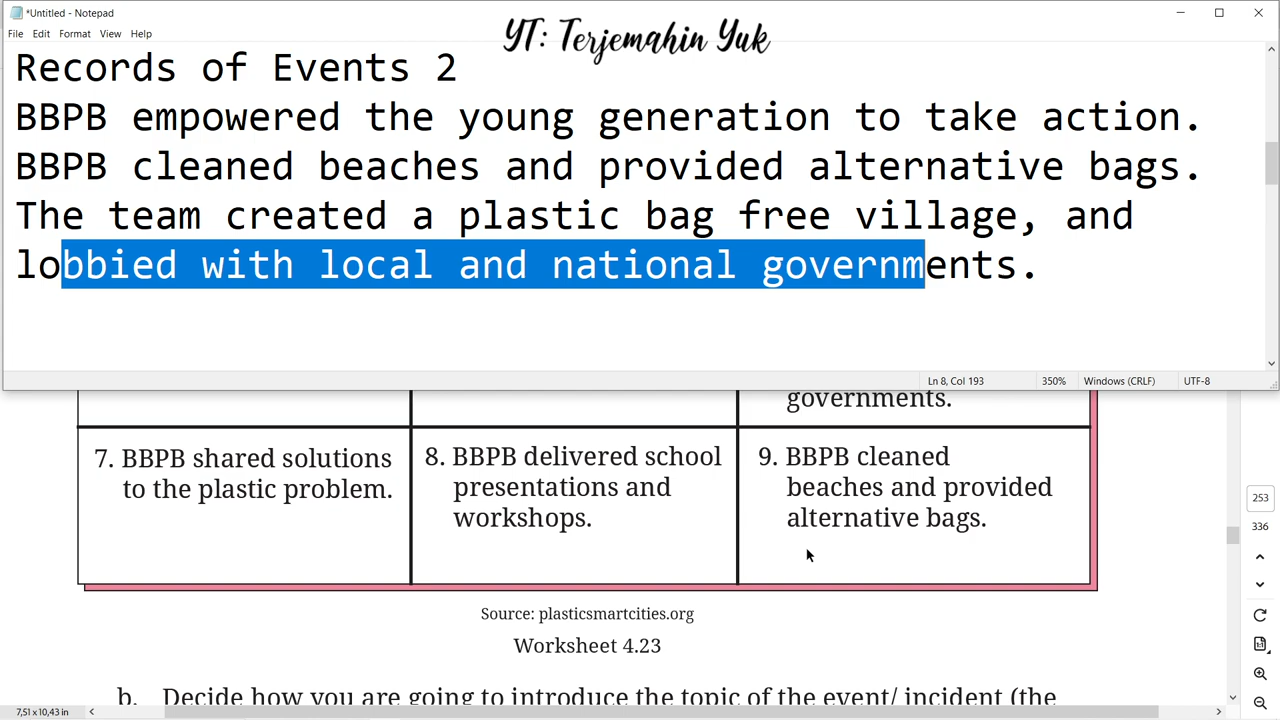 *Untitled - Notepad
File Edit Format View Help
YT: Terjemahin Yuk
Records of Events 2
BBPB empowered the young generation to take action.
BBPB cleaned beaches and provided alternative bags.
The team created a plastic bag free village, and
lobbied with local and national governments.
Ln 8, Col 193 350% Windows (CRLF) UTF-8
governments.
7. BBPB shared solutions
to the plastic problem.
8. BBPB delivered school
presentations and
workshops.
9. BBPB cleaned
beaches and provided
alternative bags.
253
336
Source: plasticsmartcities.org
Worksheet 4.23
b. Decide how you are going to introduce the topic of the event/ incident (the
7,51 x 10,43 in